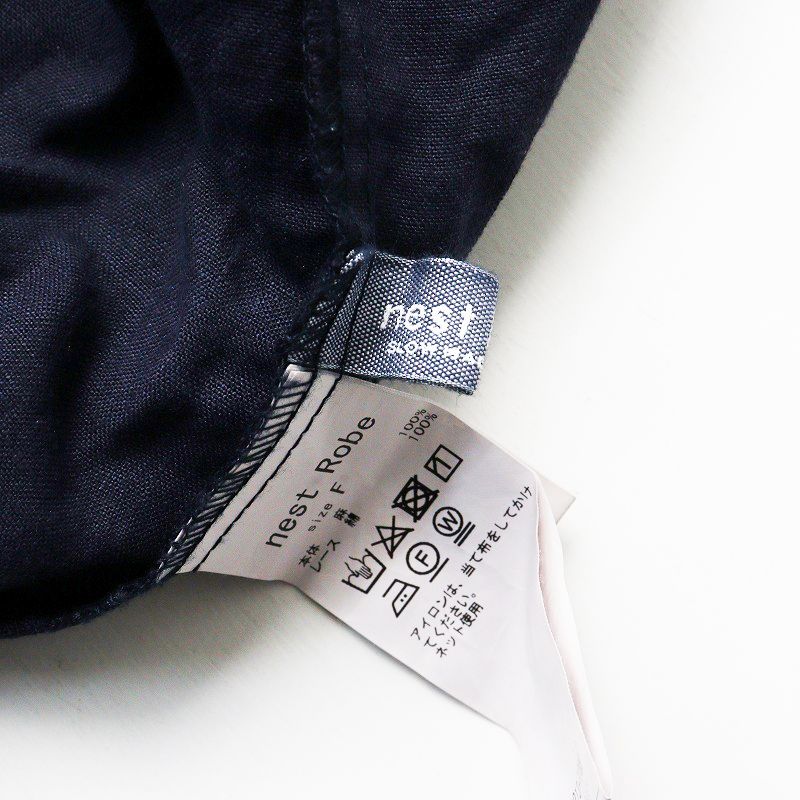 nest
nest Robe
size F
本体 麻 100%
レース 綿 100%
F W
アイロンは、当て布をしてかけ
てください。
ネット使用